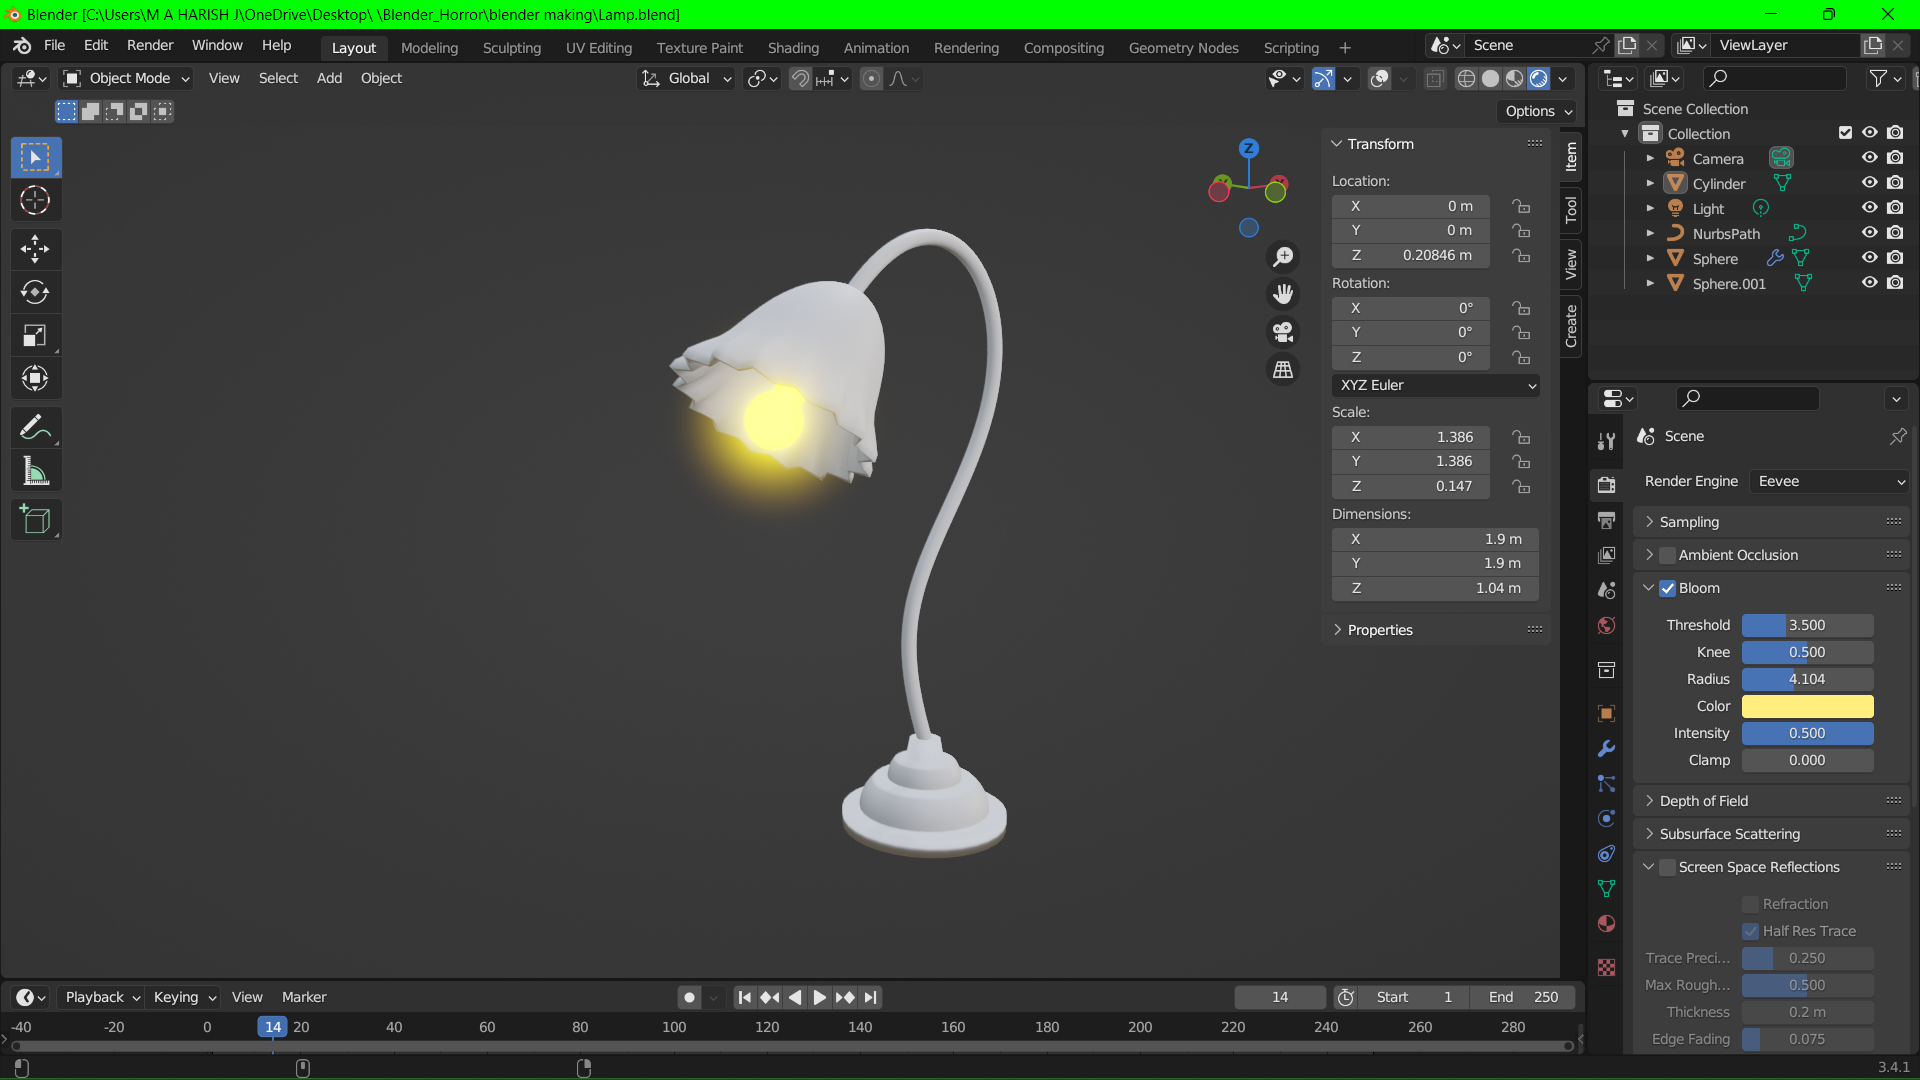 Blender [C:\Users\M A HARISH J\OneDrive\Desktop\ \Blender_Horror\blender making\Lamp.blend]
File Edit Render Window Help Layout Modeling Sculpting UV Editing Texture Paint Shading Animation Rendering Compositing Geometry Nodes Scripting + Scene ViewLayer
Object Mode View Select Add Object Global
Options
Z
Transform
Location:
X 0 m
Y 0 m
Z 0.20846 m
Rotation:
X 0°
Y 0°
Z 0°
XYZ Euler
Scale:
X 1.386
Y 1.386
Z 0.147
Dimensions:
X 1.9 m
Y 1.9 m
Z 1.04 m
Properties
Item
Tool
View
Create
Scene Collection
Collection
Camera
Cylinder
Light
NurbsPath
Sphere
Sphere.001
Scene
Render Engine Eevee
Sampling
Ambient Occlusion
Bloom
Threshold 3.500
Knee 0.500
Radius 4.104
Color
Intensity 0.500
Clamp 0.000
Depth of Field
Subsurface Scattering
Screen Space Reflections
Refraction
Half Res Trace
Trace Preci... 0.250
Max Rough... 0.500
Thickness 0.2 m
Edge Fading 0.075
Playback Keying View Marker 14 Start 1 End 250
-40 -20 0 14 20 40 60 80 100 120 140 160 180 200 220 240 260 280
3.4.1